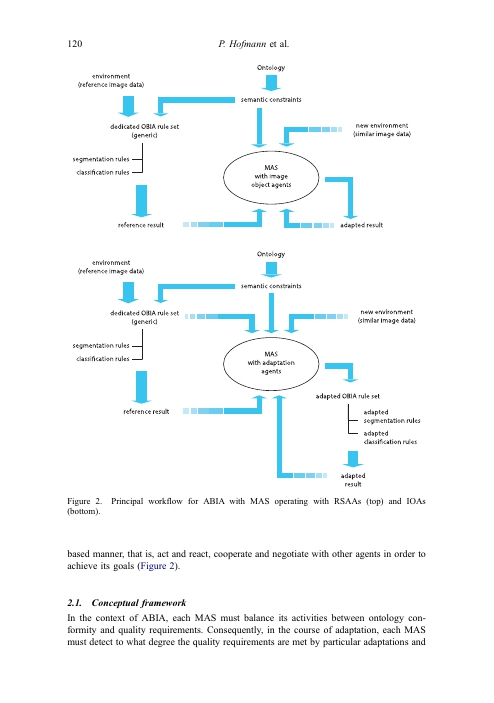 120
P. Hofmann et al.
Ontology
environment
(reference image data)
semantic constraints
dedicated OBIA rule set
(generic)
new environment
(similar image data)
segmentation rules
classification rules
MAS
with image
object agents
reference result
adapted result
Ontology
environment
(reference image data)
semantic constraints
dedicated OBIA rule set
(generic)
new environment
(similar image data)
segmentation rules
classification rules
MAS
with adaptation
agents
adapted OBIA rule set
reference result
adapted
segmentation rules
adapted
classification rules
adapted
result
Figure 2. Principal workflow for ABIA with MAS operating with RSAAs (top) and IOAs
(bottom).
based manner, that is, act and react, cooperate and negotiate with other agents in order to
achieve its goals (Figure 2).
2.1. Conceptual framework
In the context of ABIA, each MAS must balance its activities between ontology con-
formity and quality requirements. Consequently, in the course of adaptation, each MAS
must detect to what degree the quality requirements are met by particular adaptations and